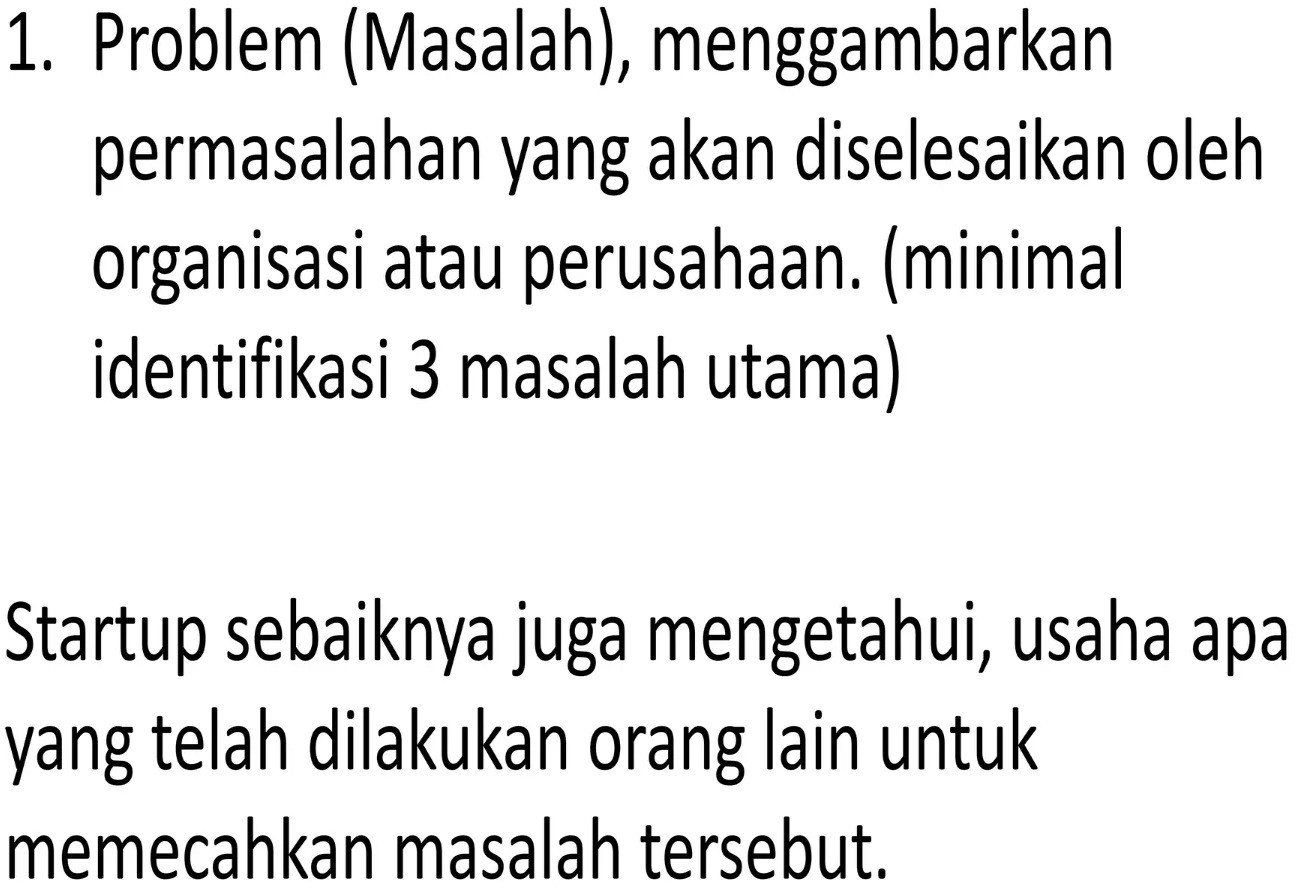 1. Problem (Masalah), menggambarkan
permasalahan yang akan diselesaikan oleh
organisasi atau perusahaan. (minimal
identifikasi 3 masalah utama)
Startup sebaiknya juga mengetahui, usaha apa
yang telah dilakukan orang lain untuk
memecahkan masalah tersebut.